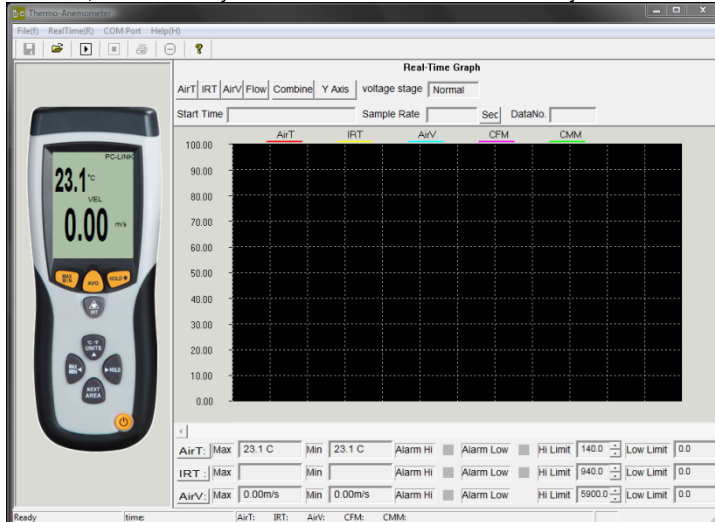 Thermo-Anemometer
File(f) RealTime(R) COM Port Help(H)
Real-Time Graph
AirT IRT AirV Flow Combine Y Axis voltage stage Normal
Start Time Sample Rate Sec DataNo.
AirT IRT AirV CFM CMM
100.00
90.00
80.00
70.00
60.00
50.00
40.00
30.00
20.00
10.00
0.00
PC-LINK
23.1 °C
VEL
0.00 m/s
MAX MIN AVG HOLD
IRT
°C °F
UNITS
MAX MIN HOLD
NEXT
AREA
AirT: Max 23.1 C Min 23.1 C Alarm Hi Alarm Low Hi Limit 140.0 Low Limit 0.0
IRT : Max Min Alarm Hi Alarm Low Hi Limit 940.0 Low Limit 0.0
AirV: Max 0.00m/s Min 0.00m/s Alarm Hi Alarm Low Hi Limit 5900.0 Low Limit 0.0
Ready time: AirT: IRT: AirV: CFM: CMM: